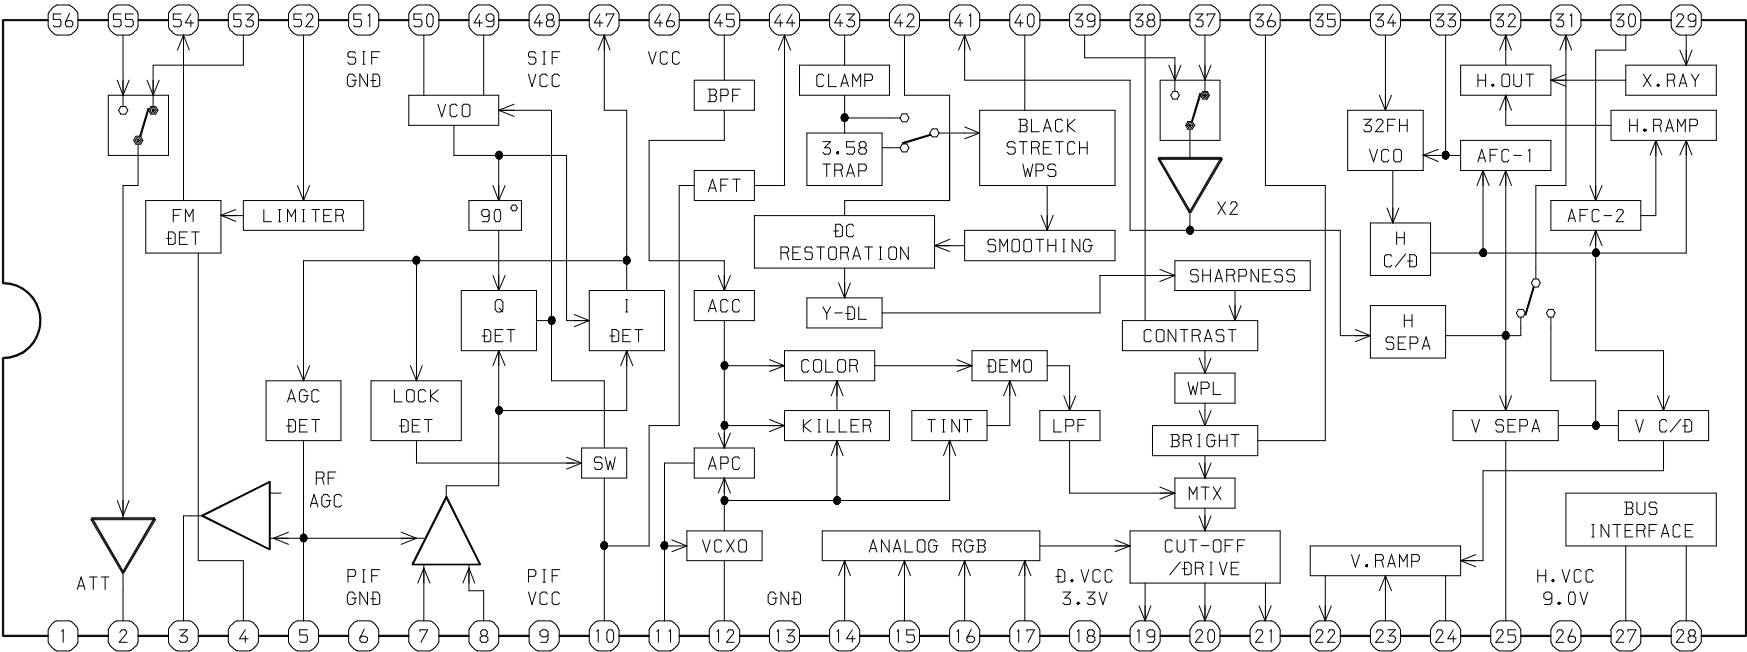 56 55 54 53 52 51 50 49 48 47 46 45 44 43 42 41 40 39 38 37 36 35 34 33 32 31 30 29
SIF
GND
SIF
VCC
VCC
CLAMP
H.OUT
X.RAY
BPF
VCO
BLACK
STRETCH
WPS
32FH
VCO
H.RAMP
3.58
TRAP
AFC-1
AFT
X2
FM
DET
LIMITER
90°
AFC-2
DC
RESTORATION
SMOOTHING
H
C/D
SHARPNESS
Q
DET
I
DET
ACC
Y-DL
CONTRAST
H
SEPA
COLOR
DEMO
WPL
AGC
DET
LOCK
DET
KILLER
TINT
LPF
BRIGHT
V SEPA
V C/D
SW
APC
MTX
RF
AGC
BUS
INTERFACE
VCXO
ANALOG RGB
CUT-OFF
/DRIVE
V.RAMP
ATT
PIF
GND
PIF
VCC
GND
D.VCC
3.3V
H.VCC
9.0V
1 2 3 4 5 6 7 8 9 10 11 12 13 14 15 16 17 18 19 20 21 22 23 24 25 26 27 28